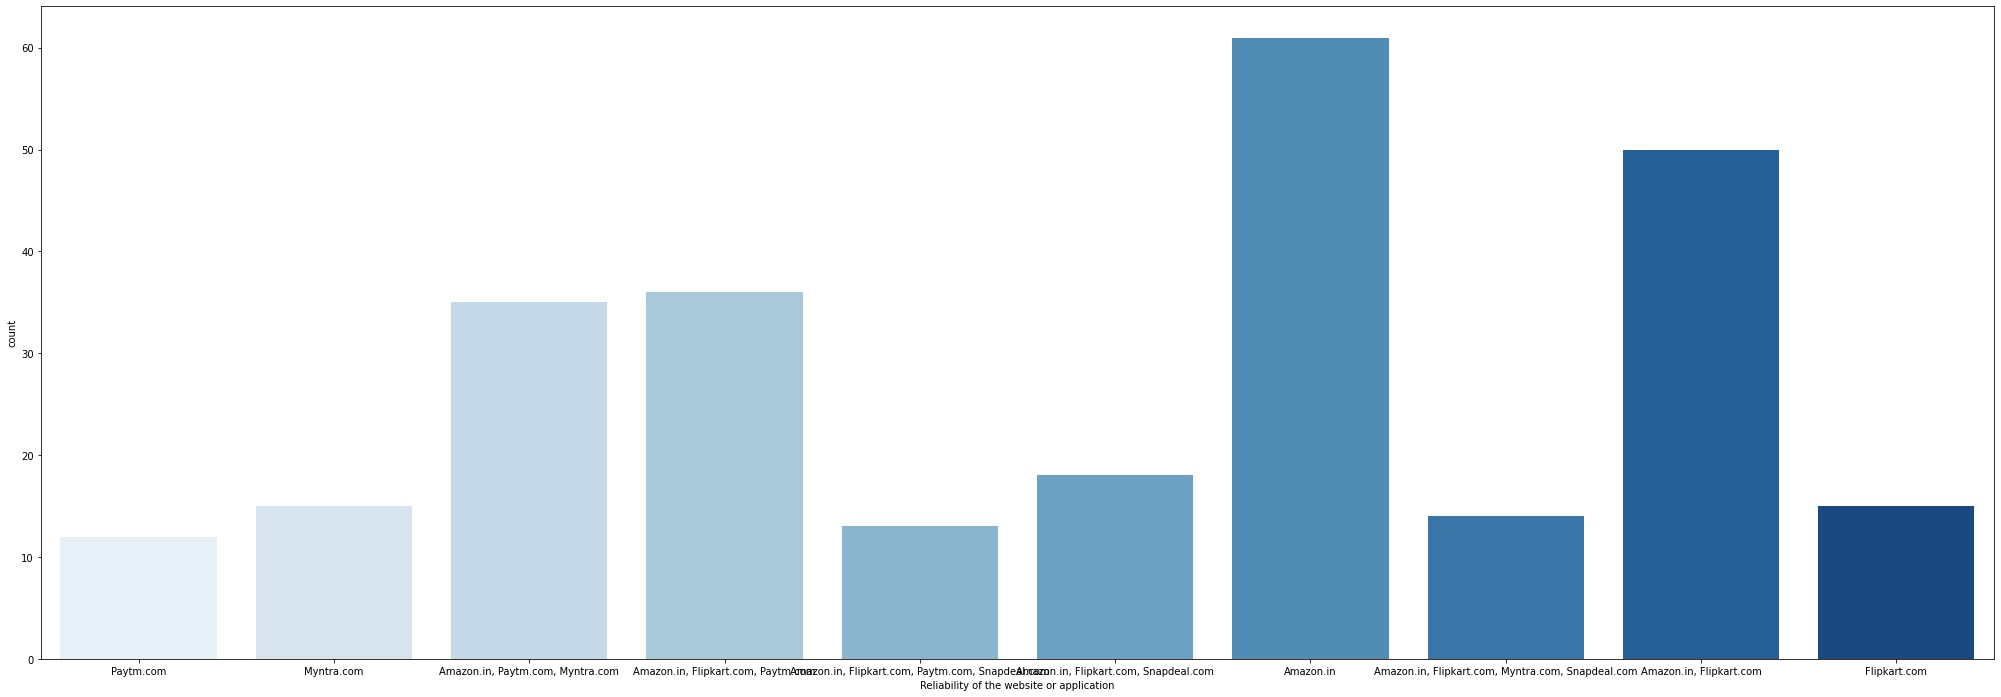 60
50
40
30
20
10
0
count
Paytm.com
Myntra.com
Amazon.in, Paytm.com, Myntra.com
Amazon.in, Flipkart.com, Paytm.com
Amazon.in, Flipkart.com, Paytm.com, Snapdeal.com
Amazon.in, Flipkart.com, Snapdeal.com
Amazon.in
Amazon.in, Flipkart.com, Myntra.com, Snapdeal.com
Amazon.in, Flipkart.com
Flipkart.com
Reliability of the website or application